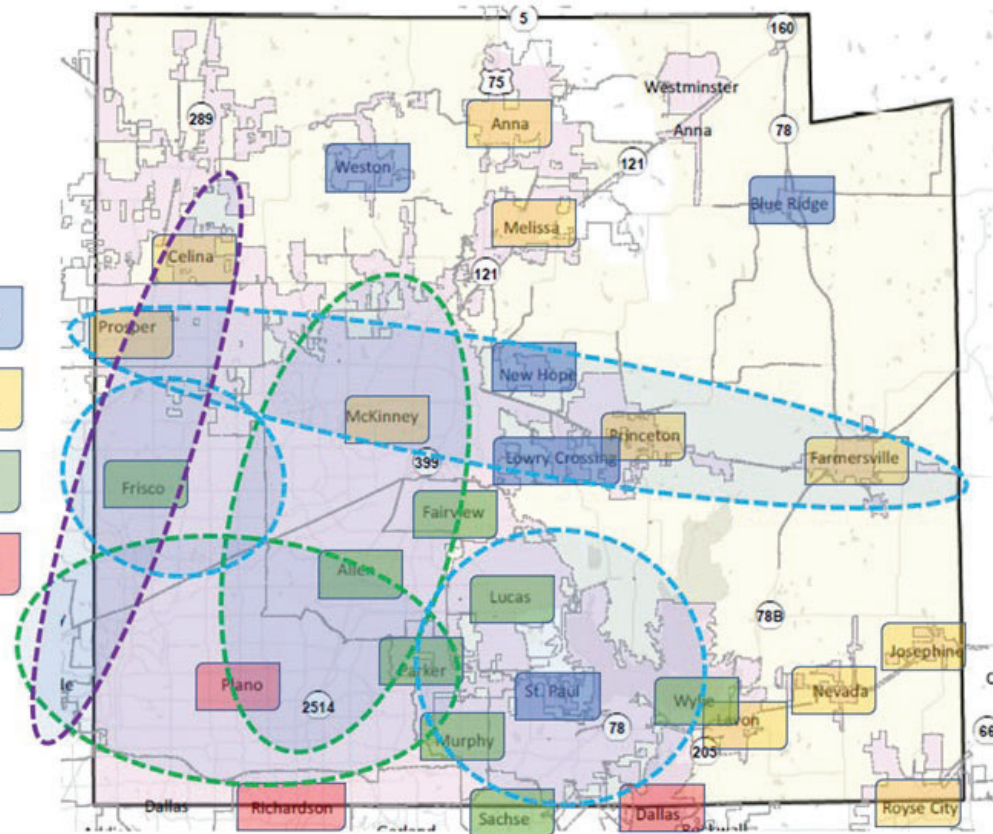 5
160
75
Westminster
289
Anna
Anna
78
121
Weston
Blue Ridge
Melissa
Celina
121
Prosper
New Hope
McKinney
Princeton
Lowry Crossing
Farmersville
399
Frisco
Fairview
Allen
Lucas
78B
Josephine
Parker
Plano
St. Paul
Nevada
Wylie
2514
Lavon
78
66
Murphy
205
Dallas
Richardson
Dallas
Royse City
Sachse